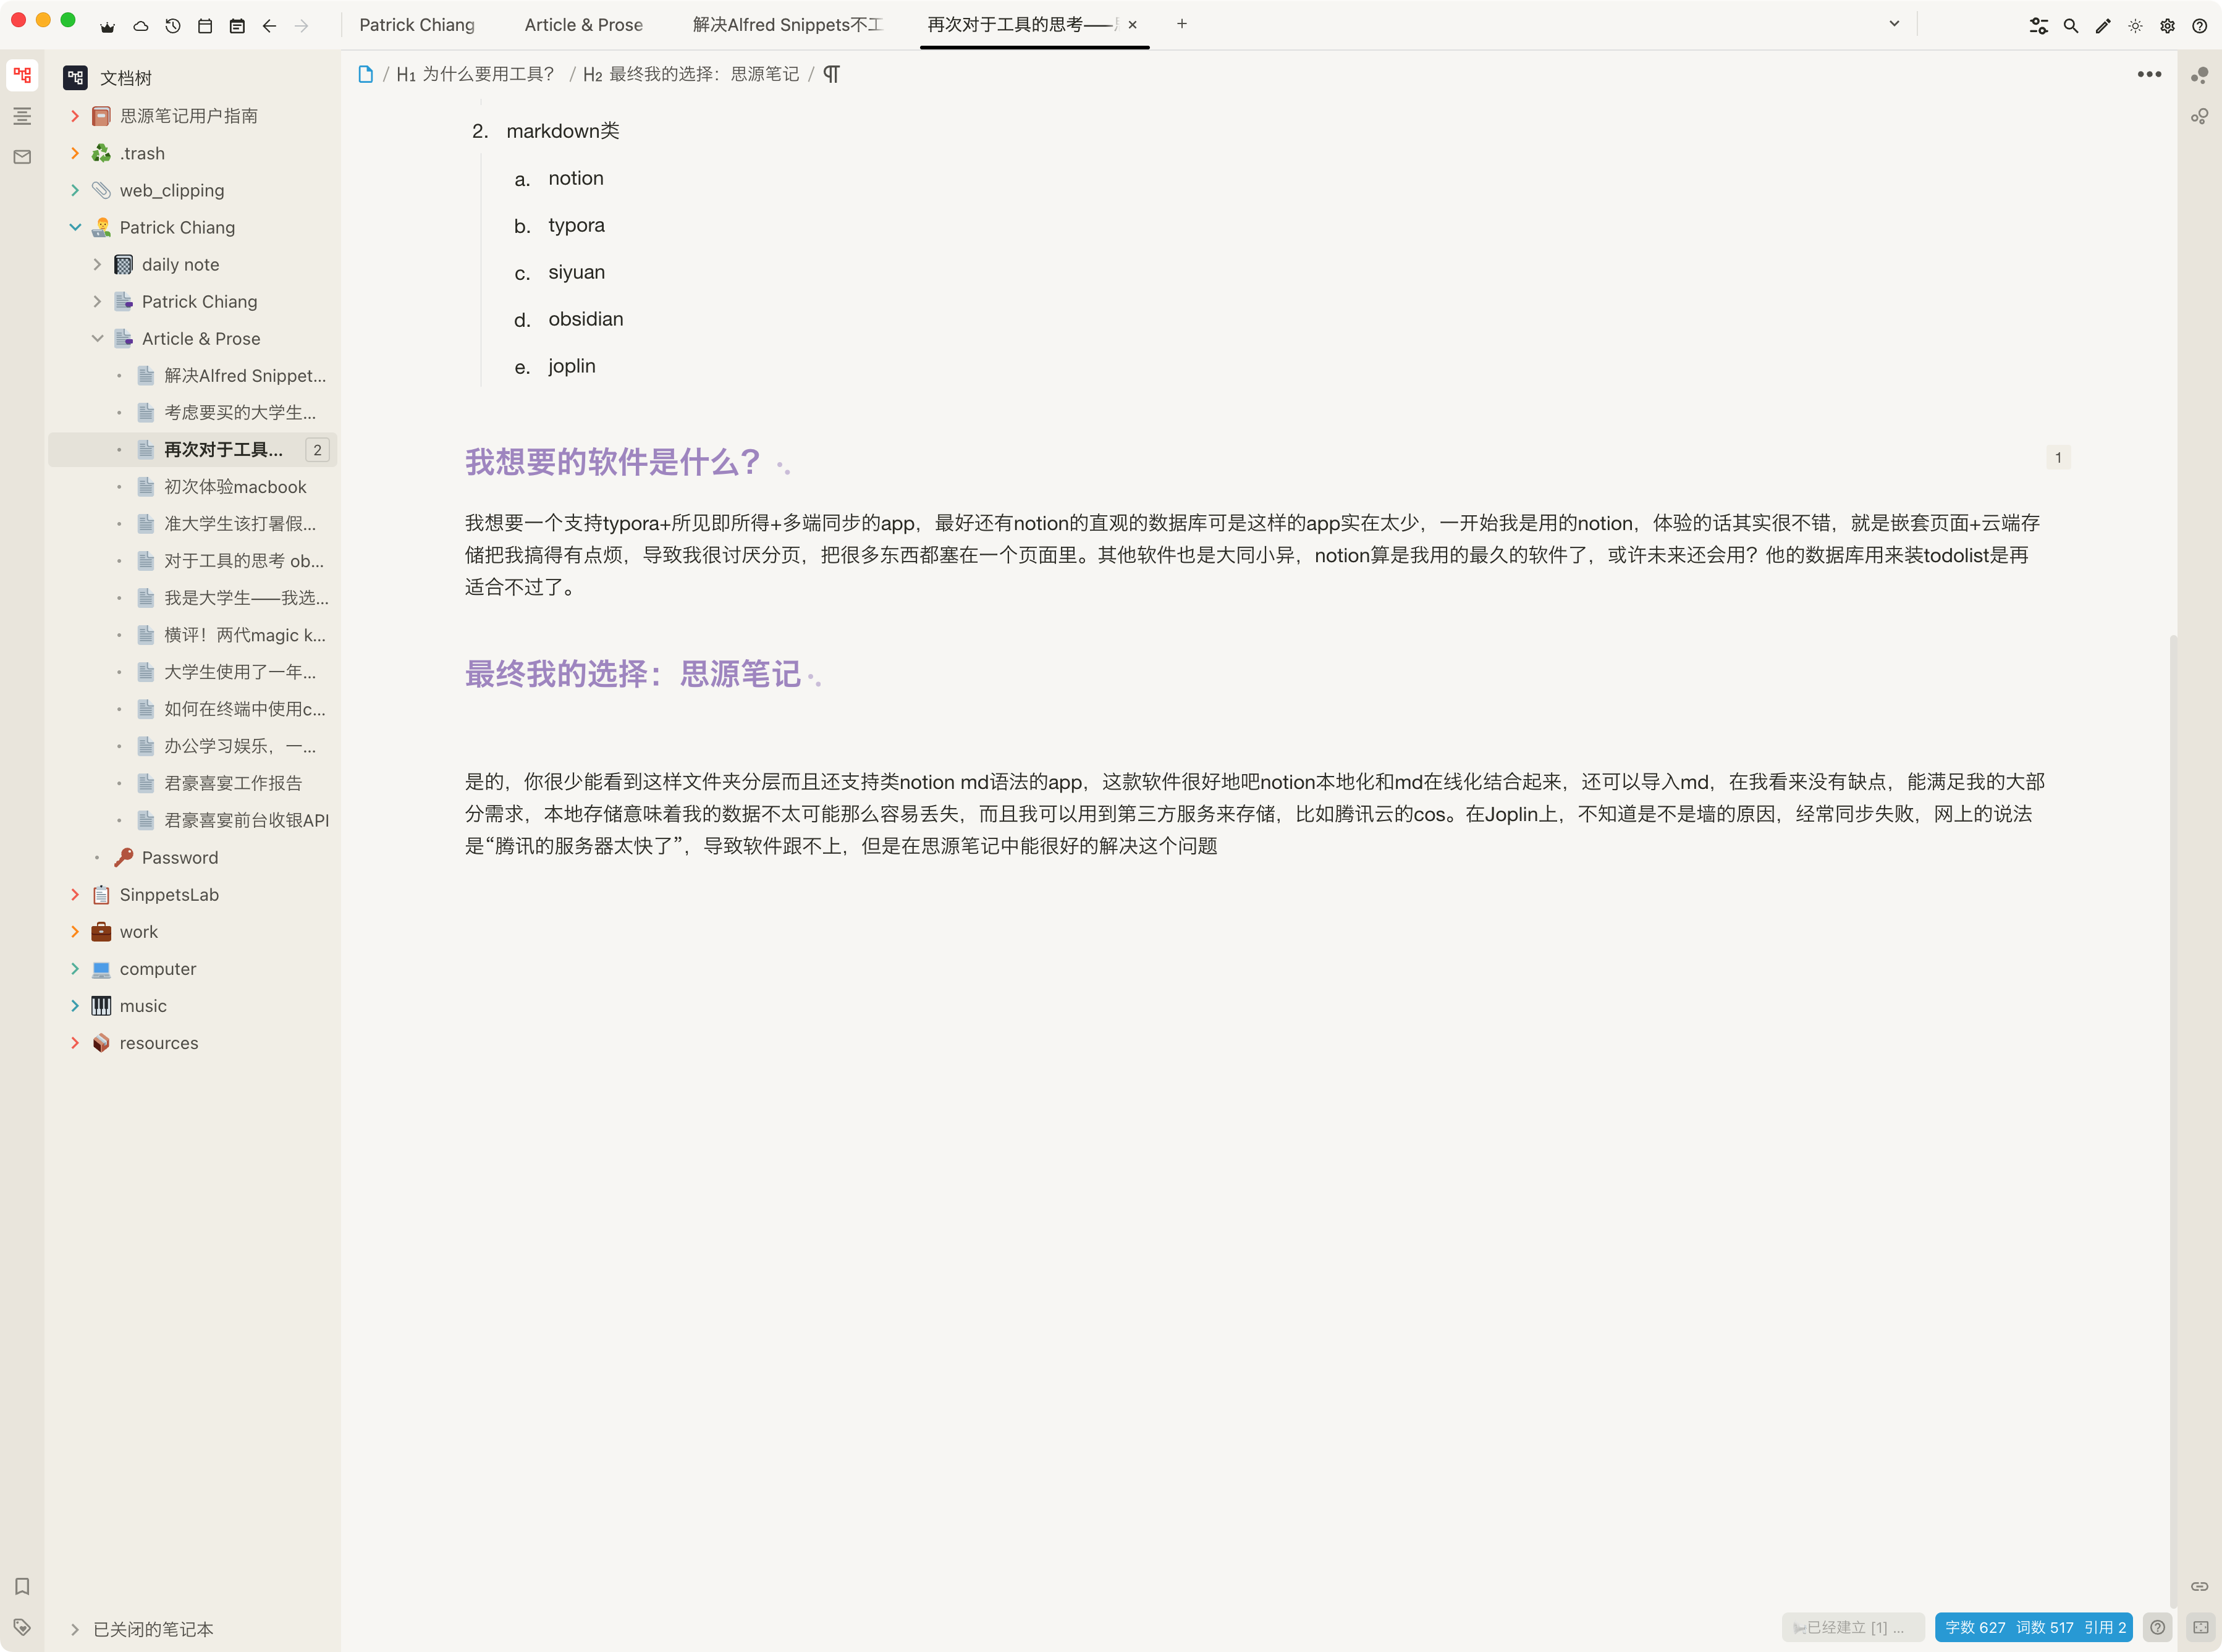 Patrick Chiang
Article & Prose
解决Alfred Snippets不工
再次对于工具的思考——
文档树
思源笔记用户指南
.trash
web_clipping
Patrick Chiang
daily note
Patrick Chiang
Article & Prose
解决Alfred Snippet...
考虑要买的大学生...
再次对于工具... 2
初次体验macbook
准大学生该打暑假...
对于工具的思考 ob...
我是大学生——我选...
横评！两代magic k...
大学生使用了一年...
如何在终端中使用c...
办公学习娱乐，一...
君豪喜宴工作报告
君豪喜宴前台收银API
Password
SinppetsLab
work
computer
music
resources
已关闭的笔记本
/ H1 为什么要用工具？ / H2 最终我的选择：思源笔记 / ¶
2. markdown类
a. notion
b. typora
c. siyuan
d. obsidian
e. joplin
我想要的软件是什么？
1
我想要一个支持typora+所见即所得+多端同步的app，最好还有notion的直观的数据库可是这样的app实在太少，一开始我是用的notion，体验的话其实很不错，就是嵌套页面+云端存
储把我搞得有点烦，导致我很讨厌分页，把很多东西都塞在一个页面里。其他软件也是大同小异，notion算是我用的最久的软件了，或许未来还会用？他的数据库用来装todolist是再
适合不过了。
最终我的选择：思源笔记
是的，你很少能看到这样文件夹分层而且还支持类notion md语法的app，这款软件很好地吧notion本地化和md在线化结合起来，还可以导入md，在我看来没有缺点，能满足我的大部
分需求，本地存储意味着我的数据不太可能那么容易丢失，而且我可以用到第三方服务来存储，比如腾讯云的cos。在Joplin上，不知道是不是墙的原因，经常同步失败，网上的说法
是“腾讯的服务器太快了”，导致软件跟不上，但是在思源笔记中能很好的解决这个问题
已经建立 [1] ...
字数 627 词数 517 引用 2